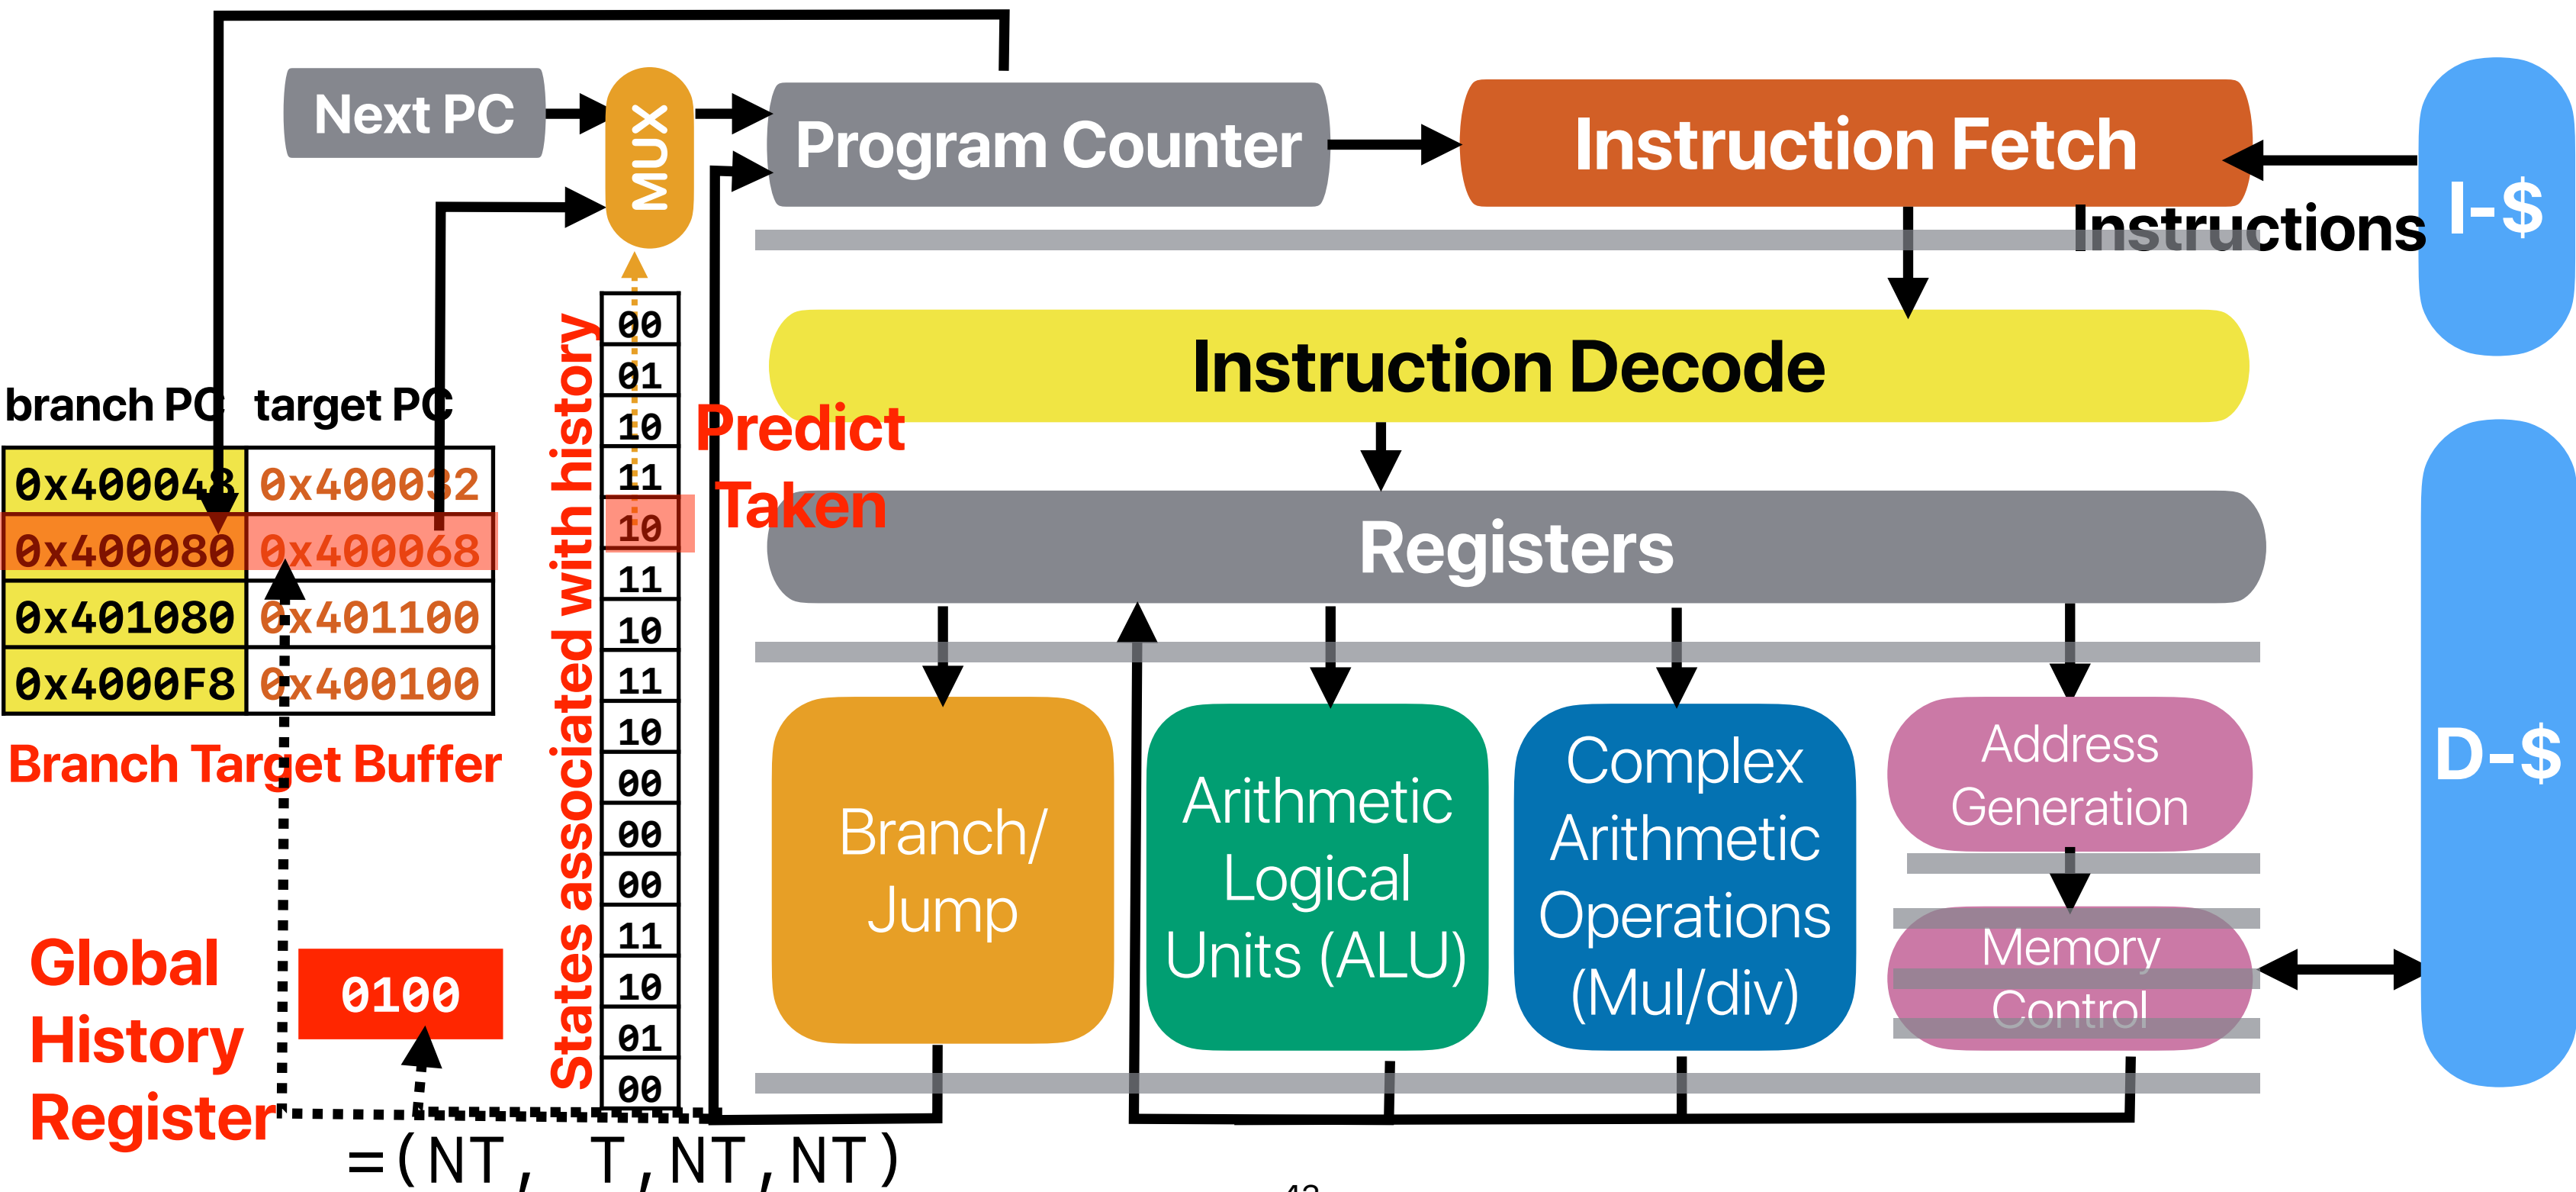 Next PC
MUX
Program Counter
Instruction Fetch
I-$
Instructions
Instruction Decode
Registers
branch PC target PC
0x400048 0x400032
0x400080 0x400068
0x401080 0x401100
0x4000F8 0x400100
Branch Target Buffer
States associated with history
00
01
10
11
10
11
10
11
10
00
00
00
11
10
01
00
Predict
Taken
Global
History
Register
0100
=(NT, T,NT,NT)
Branch/
Jump
Arithmetic
Logical
Units (ALU)
Complex
Arithmetic
Operations
(Mul/div)
Address
Generation
Memory
Control
D-$